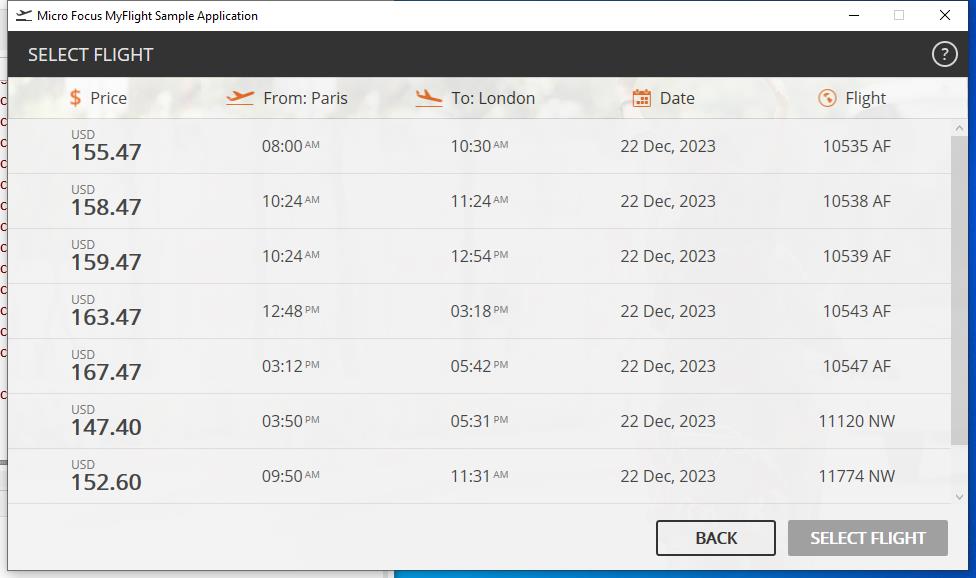 Micro Focus MyFlight Sample Application
SELECT FLIGHT ?
$ Price From: Paris To: London Date Flight
USD
155.47 08:00 AM 10:30 AM 22 Dec, 2023 10535 AF
USD
158.47 10:24 AM 11:24 AM 22 Dec, 2023 10538 AF
USD
159.47 10:24 AM 12:54 PM 22 Dec, 2023 10539 AF
USD
163.47 12:48 PM 03:18 PM 22 Dec, 2023 10543 AF
USD
167.47 03:12 PM 05:42 PM 22 Dec, 2023 10547 AF
USD
147.40 03:50 PM 05:31 PM 22 Dec, 2023 11120 NW
USD
152.60 09:50 AM 11:31 AM 22 Dec, 2023 11774 NW
BACK SELECT FLIGHT